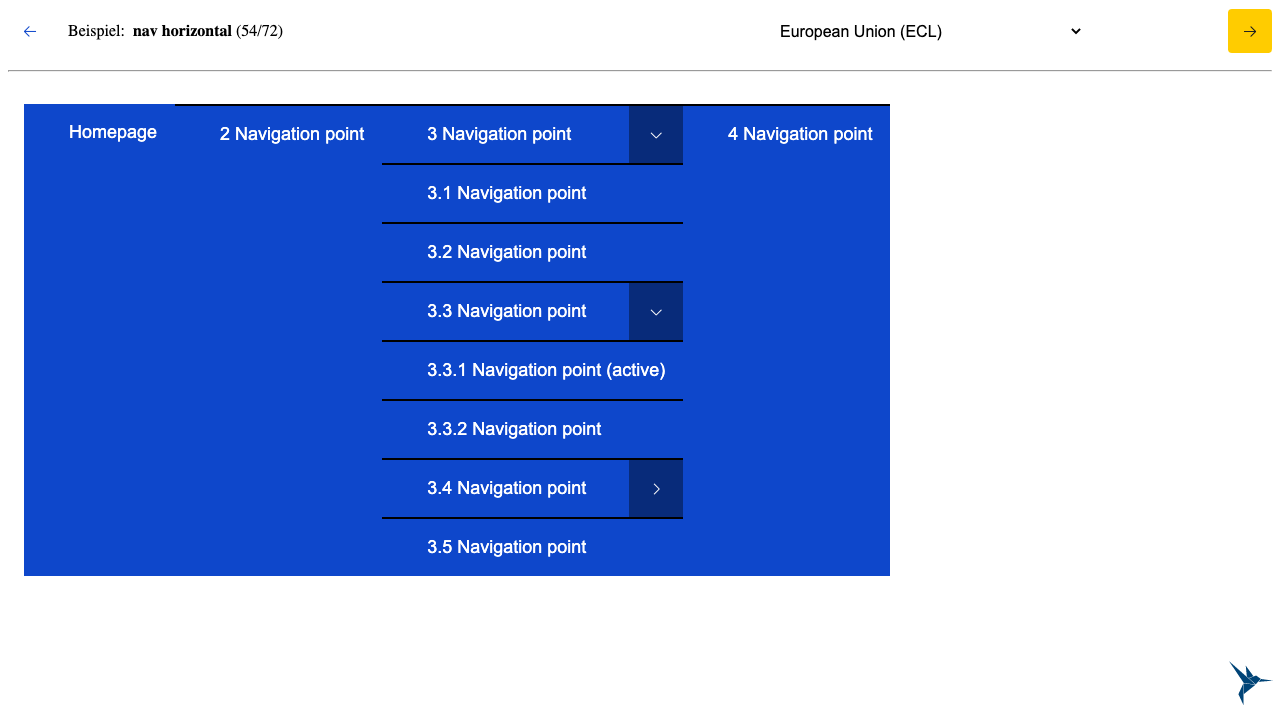 Beispiel: nav horizontal (54/72)
European Union (ECL)
Homepage
2 Navigation point
3 Navigation point
4 Navigation point
3.1 Navigation point
3.2 Navigation point
3.3 Navigation point
3.3.1 Navigation point (active)
3.3.2 Navigation point
3.4 Navigation point
3.5 Navigation point